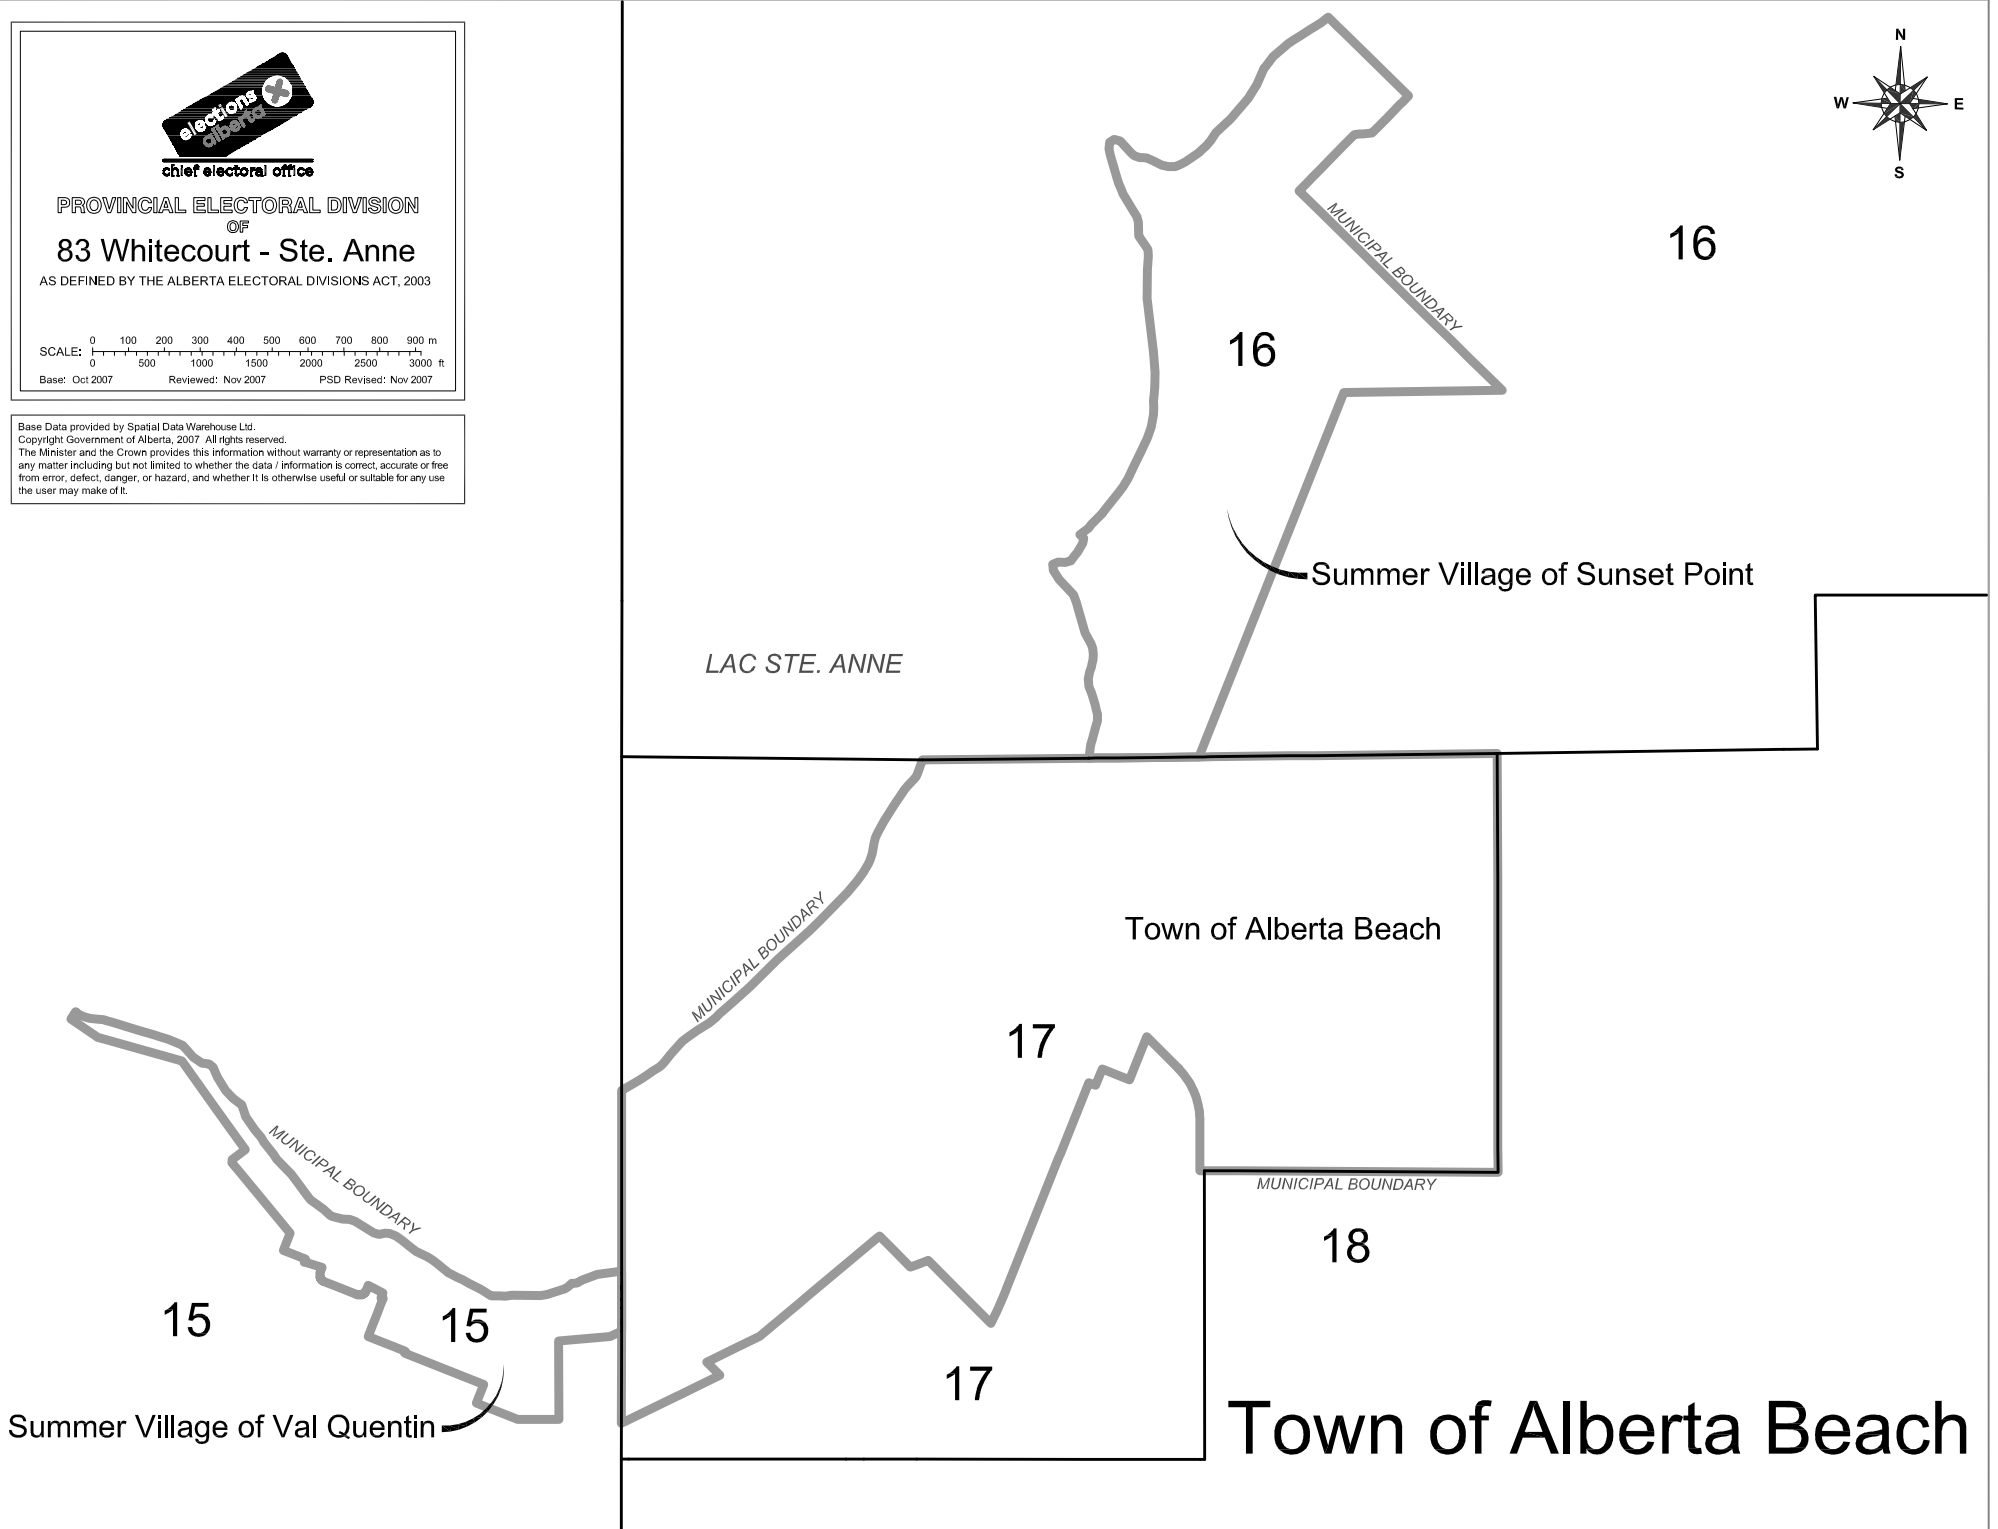 elections
alberta
chief electoral office
PROVINCIAL ELECTORAL DIVISION
OF
83 Whitecourt - Ste. Anne
AS DEFINED BY THE ALBERTA ELECTORAL DIVISIONS ACT, 2003
0 100 200 300 400 500 600 700 800 900 m
SCALE:
0 500 1000 1500 2000 2500 3000 ft
Base: Oct 2007 Reviewed: Nov 2007 PSD Revised: Nov 2007
Base Data provided by Spatial Data Warehouse Ltd.
Copyright Government of Alberta, 2007 All rights reserved.
The Minister and the Crown provides this information without warranty or representation as to
any matter including but not limited to whether the data / information is correct, accurate or free
from error, defect, danger, or hazard, and whether it is otherwise useful or suitable for any use
the user may make of it.
N
W E
S
16
MUNICIPAL BOUNDARY
16
Summer Village of Sunset Point
LAC STE. ANNE
MUNICIPAL BOUNDARY
Town of Alberta Beach
17
MUNICIPAL BOUNDARY
MUNICIPAL BOUNDARY
18
15
15
17
Summer Village of Val Quentin
Town of Alberta Beach